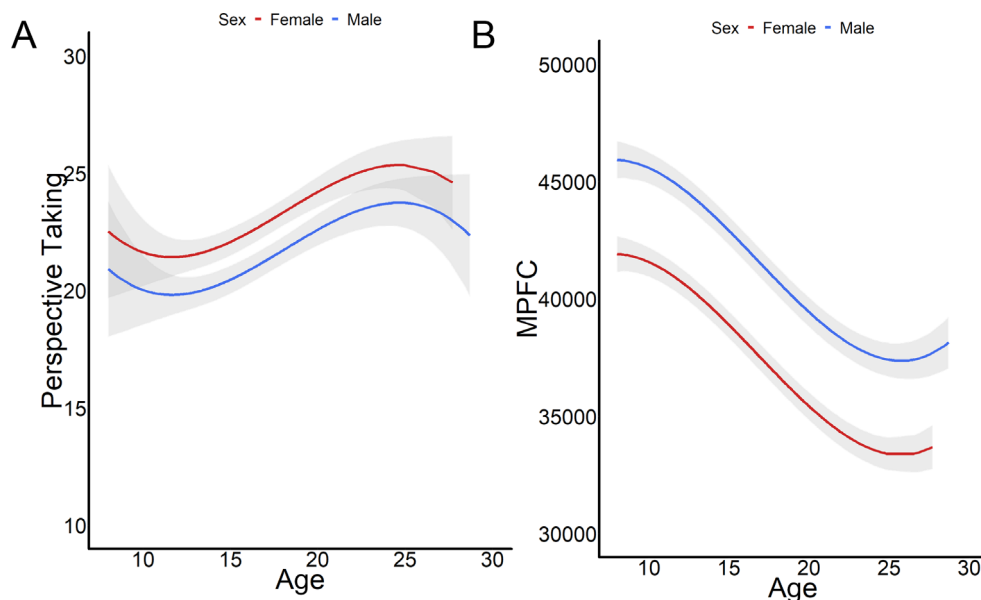 A
Sex Female Male
Perspective Taking
30
25
20
15
10
10 15 20 25 30
Age
B
Sex Female Male
MPFC
50000
45000
40000
35000
30000
10 15 20 25 30
Age